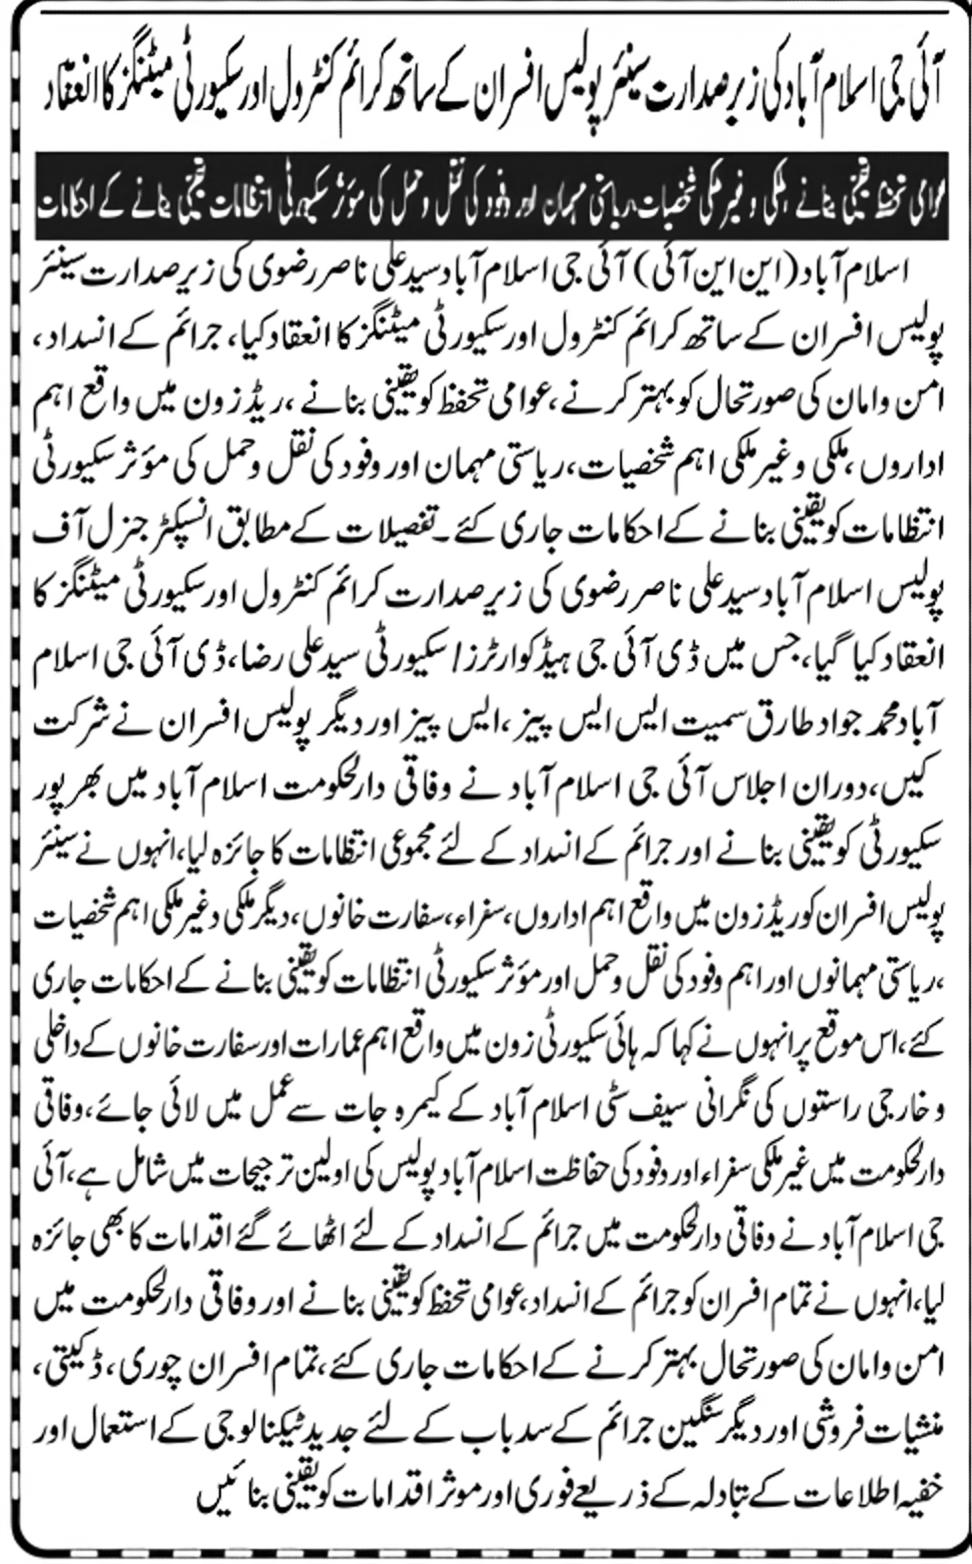 آئی جی اسلام آباد کی زیر صدارت سینئر پولیس افسران کے ساتھ کرائم کنٹرول اور سکیورٹی میٹنگز کا انعقاد
عوامی تحفظ یقینی بنانے ، ملکی و غیر ملکی شخصیات، ریاستی مہمان اور وفود کی نقل و حمل کی مؤثر سکیورٹی انتظامات یقینی بنانے کے احکامات
اسلام آباد (این این آئی) آئی جی اسلام آباد سید علی ناصر رضوی کی زیر صدارت سینئر
پولیس افسران کے ساتھ کرائم کنٹرول اور سکیورٹی میٹنگز کا انعقاد کیا، جرائم کے انسداد،
امن وامان کی صورتحال کو بہتر کرنے ،عوامی تحفظ کو یقینی بنانے ،ریڈ زون میں واقع اہم
اداروں ،ملکی وغیر ملکی اہم شخصیات،ریاستی مہمان اور وفود کی نقل وحمل کی مؤثر سکیورٹی
انتظامات کو یقینی بنانے کے احکامات جاری کئے۔ تفصیلات کے مطابق انسپکٹر جنرل آف
پولیس اسلام آباد سید علی ناصر رضوی کی زیر صدارت کرائم کنٹرول اور سکیورٹی میٹنگز کا
انعقاد کیا گیا، جس میں ڈی آئی جی ہیڈ کوارٹرز/ سکیورٹی سید علی رضا، ڈی آئی جی اسلام
آباد محمد جواد طارق سمیت ایس ایس پیز ،ایس پیز اور دیگر پولیس افسران نے شرکت
کیں، دوران اجلاس آئی جی اسلام آباد نے وفاقی دارلحکومت اسلام آباد میں بھر پور
سکیورٹی کو یقینی بنانے اور جرائم کے انسداد کے لئے مجموعی انتظامات کا جائزہ لیا،انہوں نے سینئر
پولیس افسران کو ریڈ زون میں واقع اہم اداروں،سفراء،سفارت خانوں، دیگر ملکی وغیر ملکی اہم شخصیات
،ریاستی مہمانوں اور اہم وفود کی نقل وحمل اور مؤثر سکیورٹی انتظامات کو یقینی بنانے کے احکامات جاری
کئے، اس موقع پر انہوں نے کہا کہ ہائی سکیورٹی زون میں واقع اہم عمارات اور سفارت خانوں کے داخلی
و خارجی راستوں کی نگرانی سیف سٹی اسلام آباد کے کیمرہ جات سے عمل میں لائی جائے، وفاقی
دارلحکومت میں غیر ملکی سفراء اور وفود کی حفاظت اسلام آباد پولیس کی اولین ترجیحات میں شامل ہے، آئی
جی اسلام آباد نے وفاقی دارلحکومت میں جرائم کے انسداد کے لئے اٹھائے گئے اقدامات کا بھی جائزہ
لیا،انہوں نے تمام افسران کو جرائم کے انسداد،عوامی تحفظ کو یقینی بنانے اور وفاقی دارلحکومت میں
امن وامان کی صورتحال بہتر کرنے کے احکامات جاری کئے، تمام افسران چوری، ڈکیتی،
منشیات فروشی اور دیگر سنگین جرائم کے سدباب کے لئے جدید ٹیکنالوجی کے استعمال اور
خفیہ اطلاعات کے تبادلہ کے ذریعے فوری اور موثر اقدامات کو یقینی بنائیں